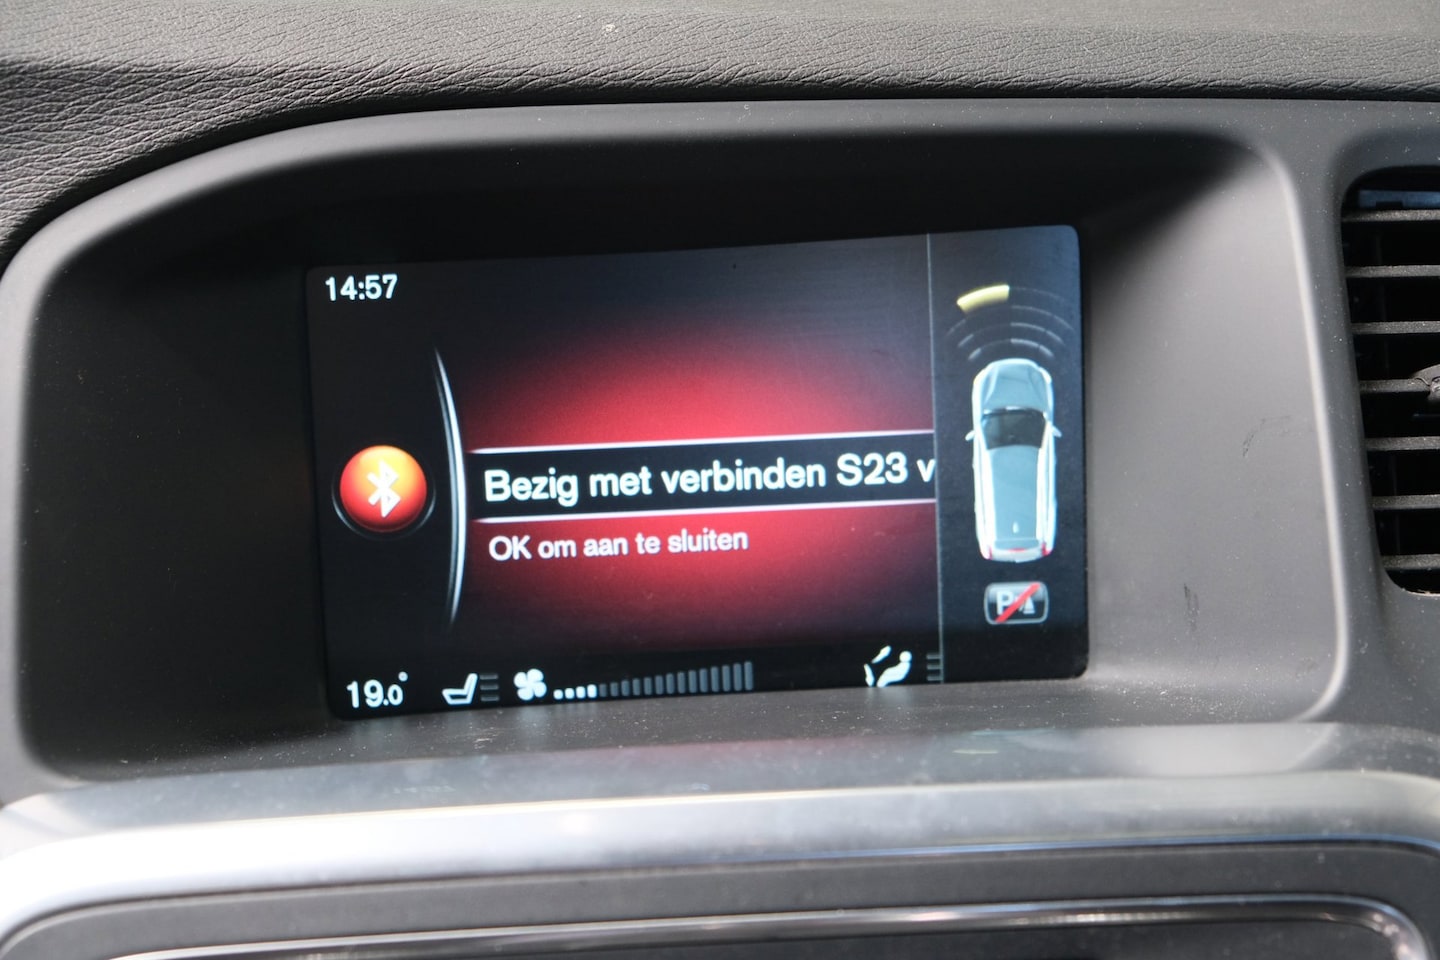 14:57
Bezig met verbinden S23 v
OK om aan te sluiten
P
19.0°